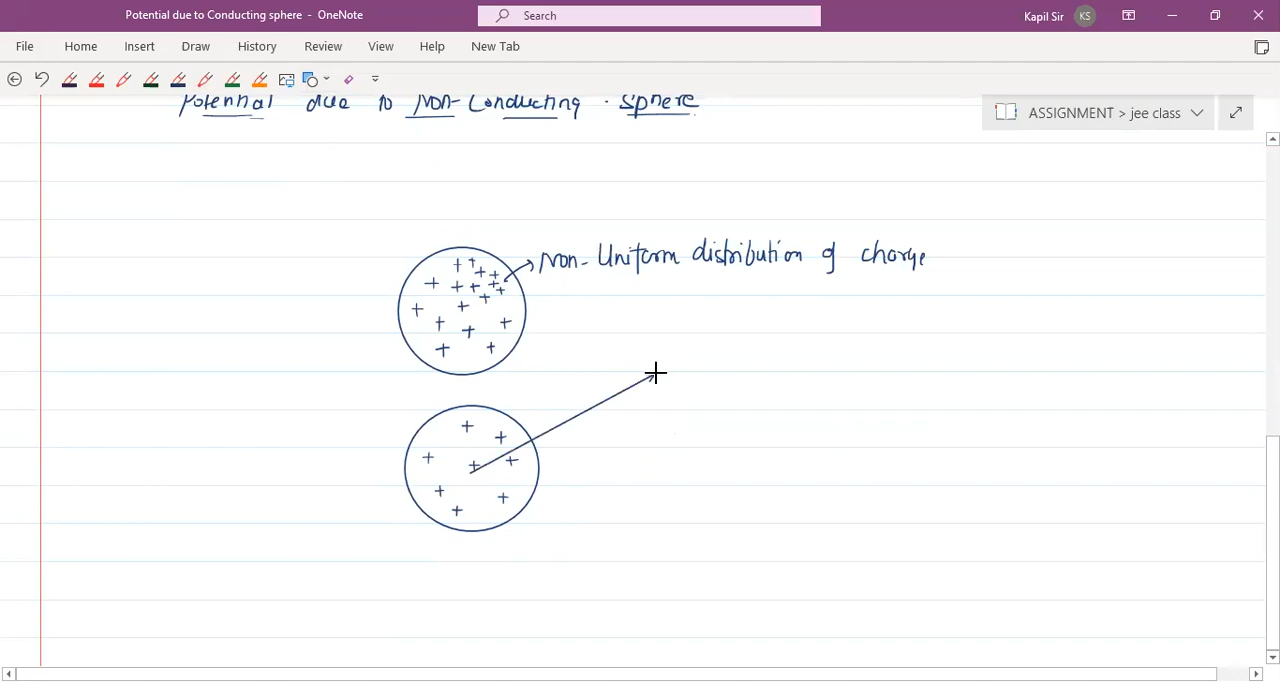 Potential due to Conducting sphere - OneNote
Search
Kapil Sir KS
File Home Insert Draw History Review View Help New Tab
Potential due to Non-Conducting . Sphere
ASSIGNMENT > jee class
Non-Uniform distribution of charge